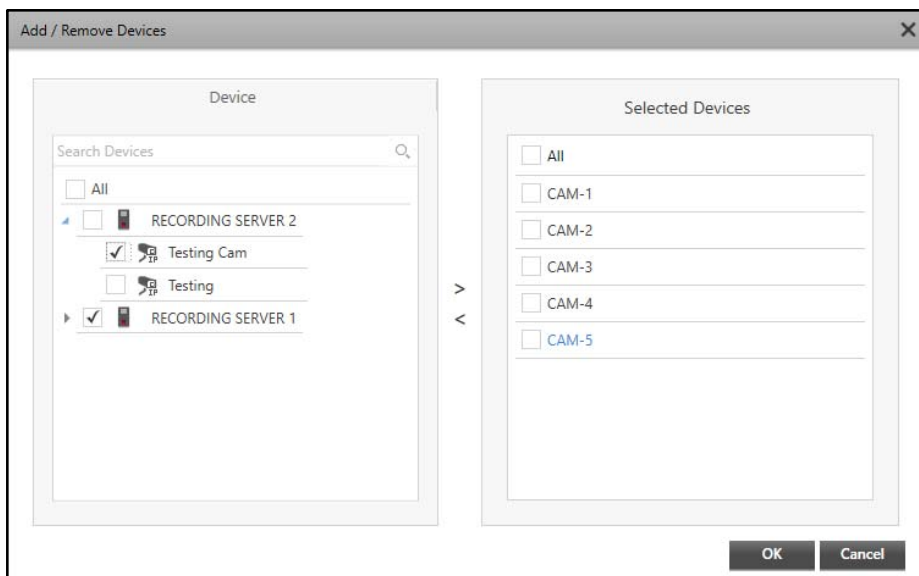 Add / Remove Devices
Device
Search Devices
All
RECORDING SERVER 2
Testing Cam
Testing
RECORDING SERVER 1
>
<
Selected Devices
All
CAM-1
CAM-2
CAM-3
CAM-4
CAM-5
OK
Cancel